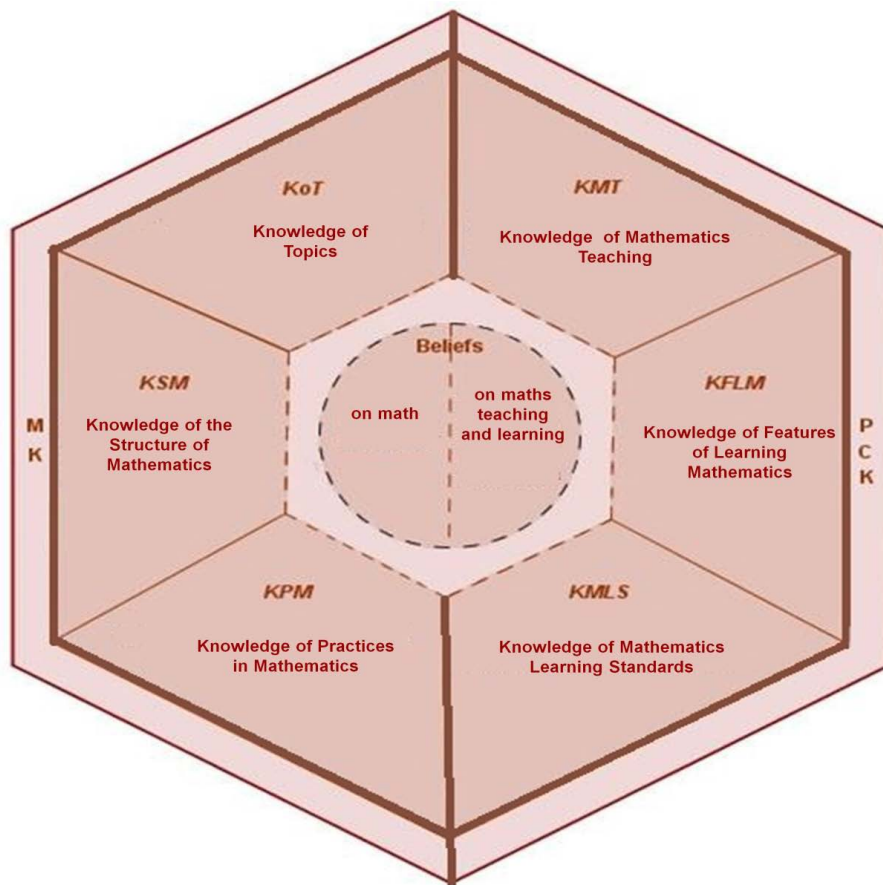 KoT
Knowledge of
Topics
KMT
Knowledge of Mathematics
Teaching
Beliefs
on math
on maths
teaching
and learning
KSM
Knowledge of the
Structure of
Mathematics
KFLM
Knowledge of Features
of Learning
Mathematics
M
K
P
C
K
KPM
Knowledge of Practices
in Mathematics
KMLS
Knowledge of Mathematics
Learning Standards